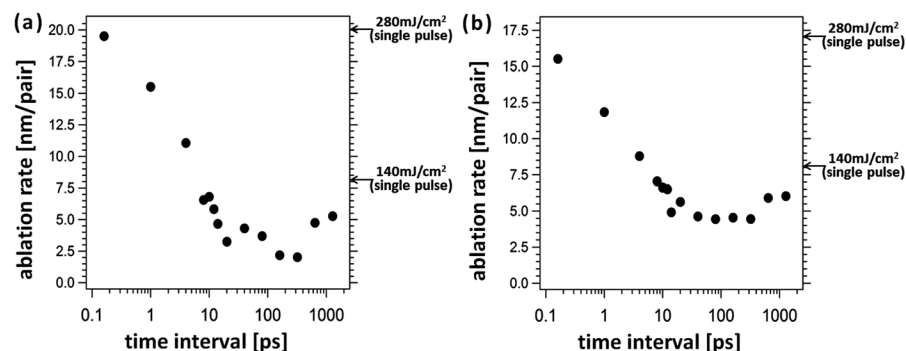 (a)
20.0
17.5
15.0
12.5
10.0
7.5
5.0
2.5
0.0
ablation rate [nm/pair]
0.1 1 10 100 1000
time interval [ps]
280mJ/cm²
(single pulse)
140mJ/cm²
(single pulse)
(b)
17.5
15.0
12.5
10.0
7.5
5.0
2.5
0.0
ablation rate [nm/pair]
0.1 1 10 100 1000
time interval [ps]
280mJ/cm²
(single pulse)
140mJ/cm²
(single pulse)